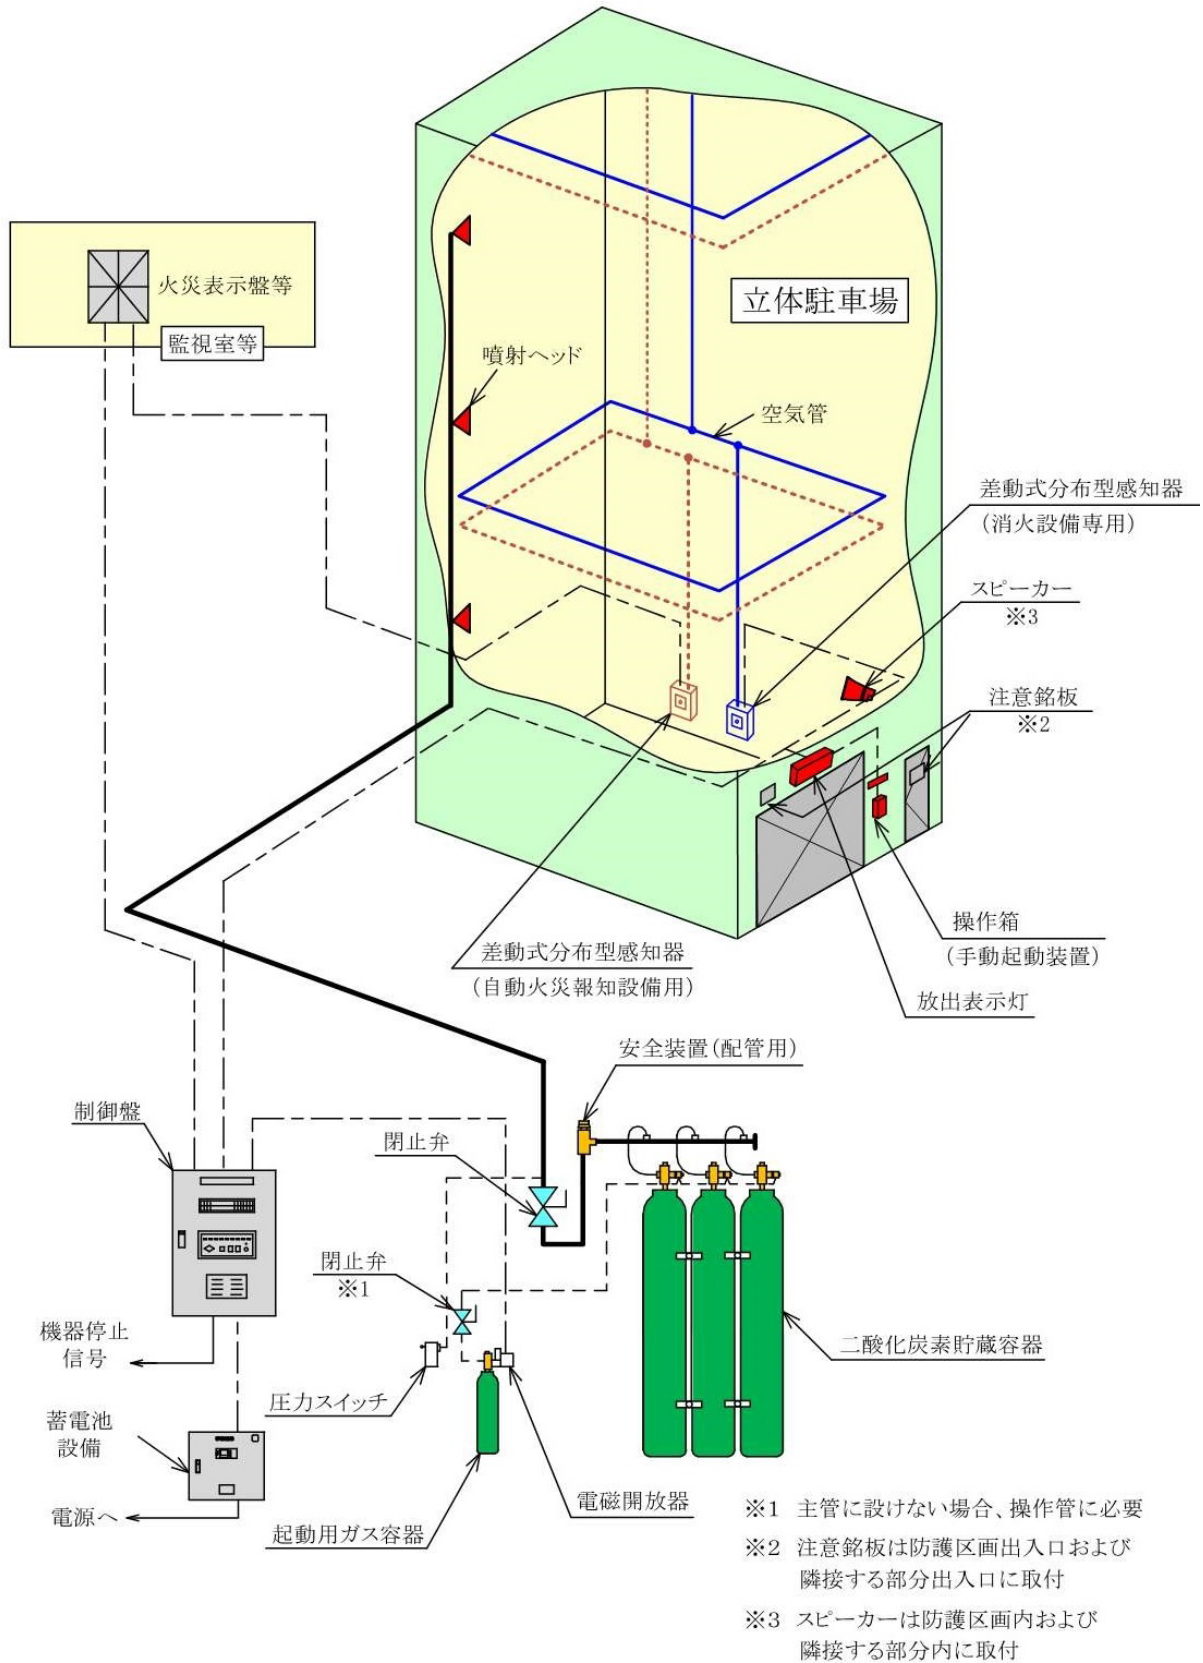 火災表示盤等
監視室等
立体駐車場
噴射ヘッド
空気管
差動式分布型感知器
(消火設備専用)
スピーカー
※3
注意銘板
※2
操作箱
(手動起動装置)
放出表示灯
差動式分布型感知器
(自動火災報知設備用)
安全装置(配管用)
制御盤
閉止弁
閉止弁
※1
機器停止
信号
二酸化炭素貯蔵容器
圧力スイッチ
蓄電池
設備
電源へ
起動用ガス容器
電磁開放器
※1 主管に設けない場合、操作管に必要
※2 注意銘板は防護区画出入口および
隣接する部分出入口に取付
※3 スピーカーは防護区画内および
隣接する部分内に取付